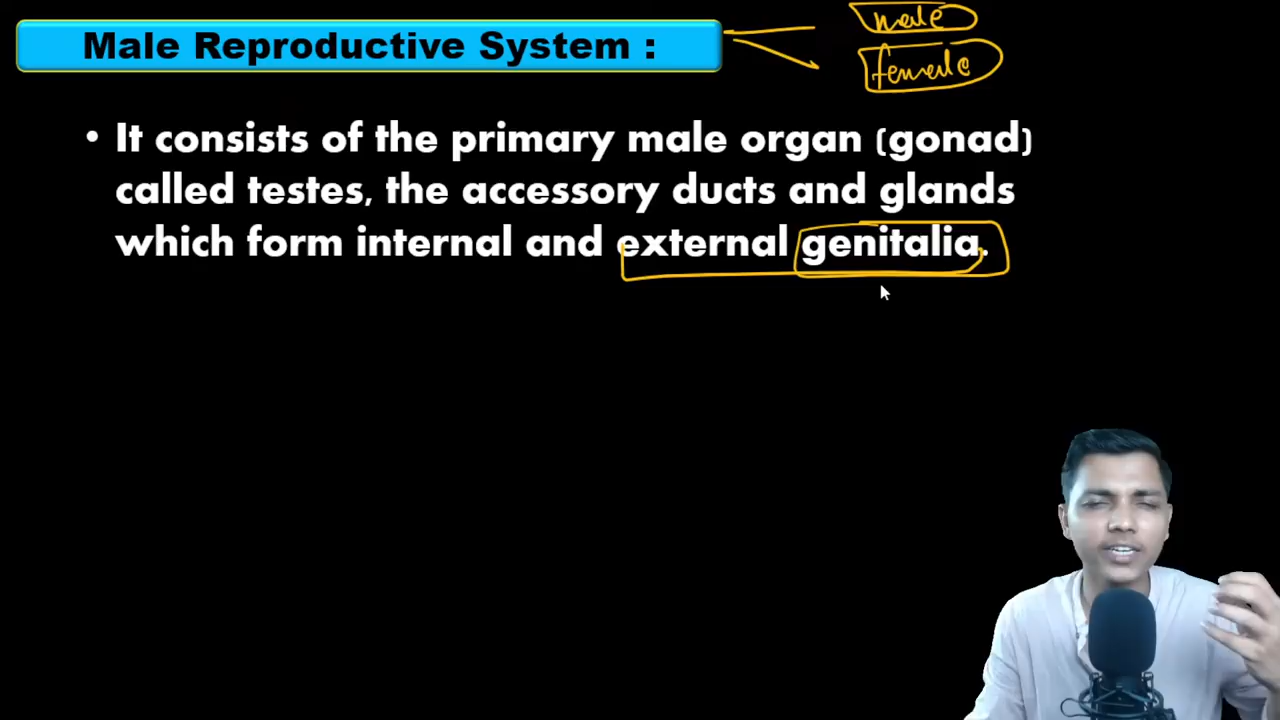 Male Reproductive System :
male
female
• It consists of the primary male organ (gonad)
called testes, the accessory ducts and glands
which form internal and external genitalia.